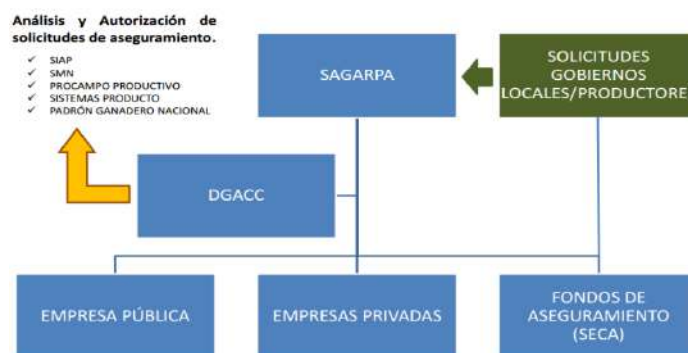 Análisis y Autorización de
solicitudes de aseguramiento.
✓ SIAP
✓ SMN
✓ PROCAMPO PRODUCTIVO
✓ SISTEMAS PRODUCTO
✓ PADRÓN GANADERO NACIONAL
SAGARPA
SOLICITUDES
GOBIERNOS
LOCALES/PRODUCTORE
DGACC
EMPRESA PÚBLICA
EMPRESAS PRIVADAS
FONDOS DE
ASEGURAMIENTO
(SECA)